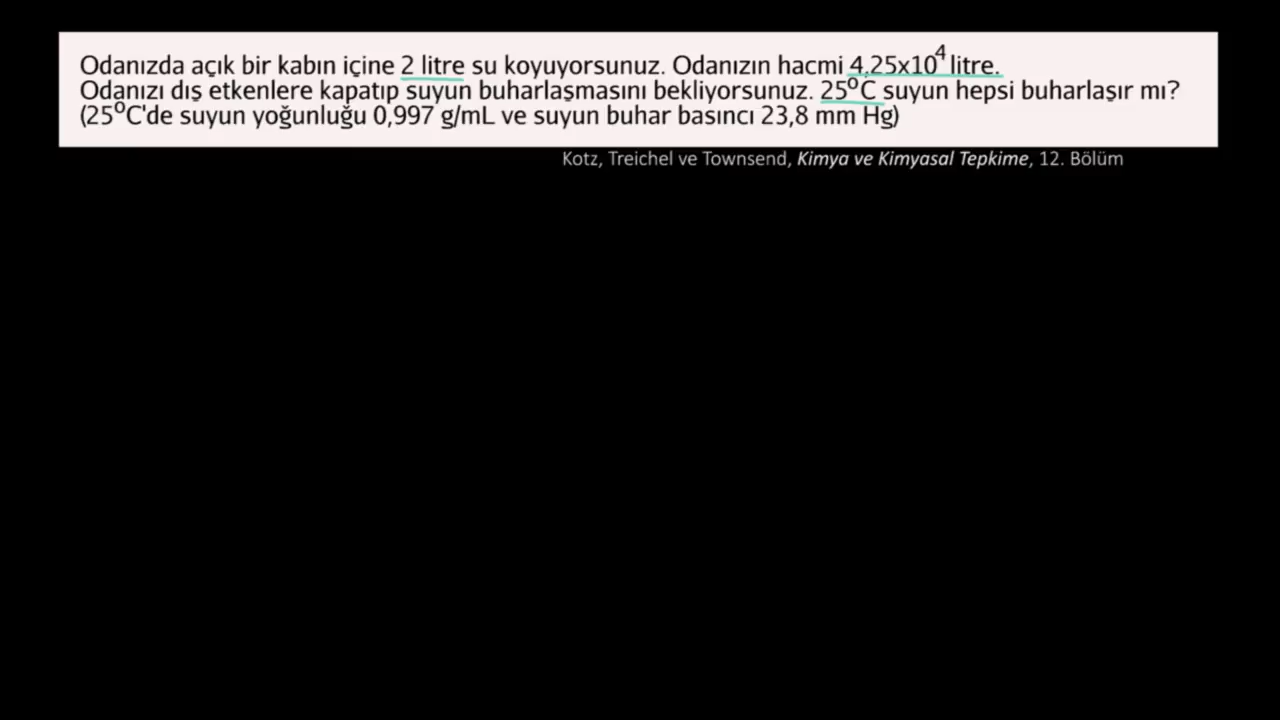 Odanızda açık bir kabın içine 2 litre su koyuyorsunuz. Odanızın hacmi 4,25x10⁴ litre.
Odanızı dış etkenlere kapatıp suyun buharlaşmasını bekliyorsunuz. 25⁰C suyun hepsi buharlaşır mı?
(25⁰C'de suyun yoğunluğu 0,997 g/mL ve suyun buhar basıncı 23,8 mm Hg)
Kotz, Treichel ve Townsend, Kimya ve Kimyasal Tepkime, 12. Bölüm